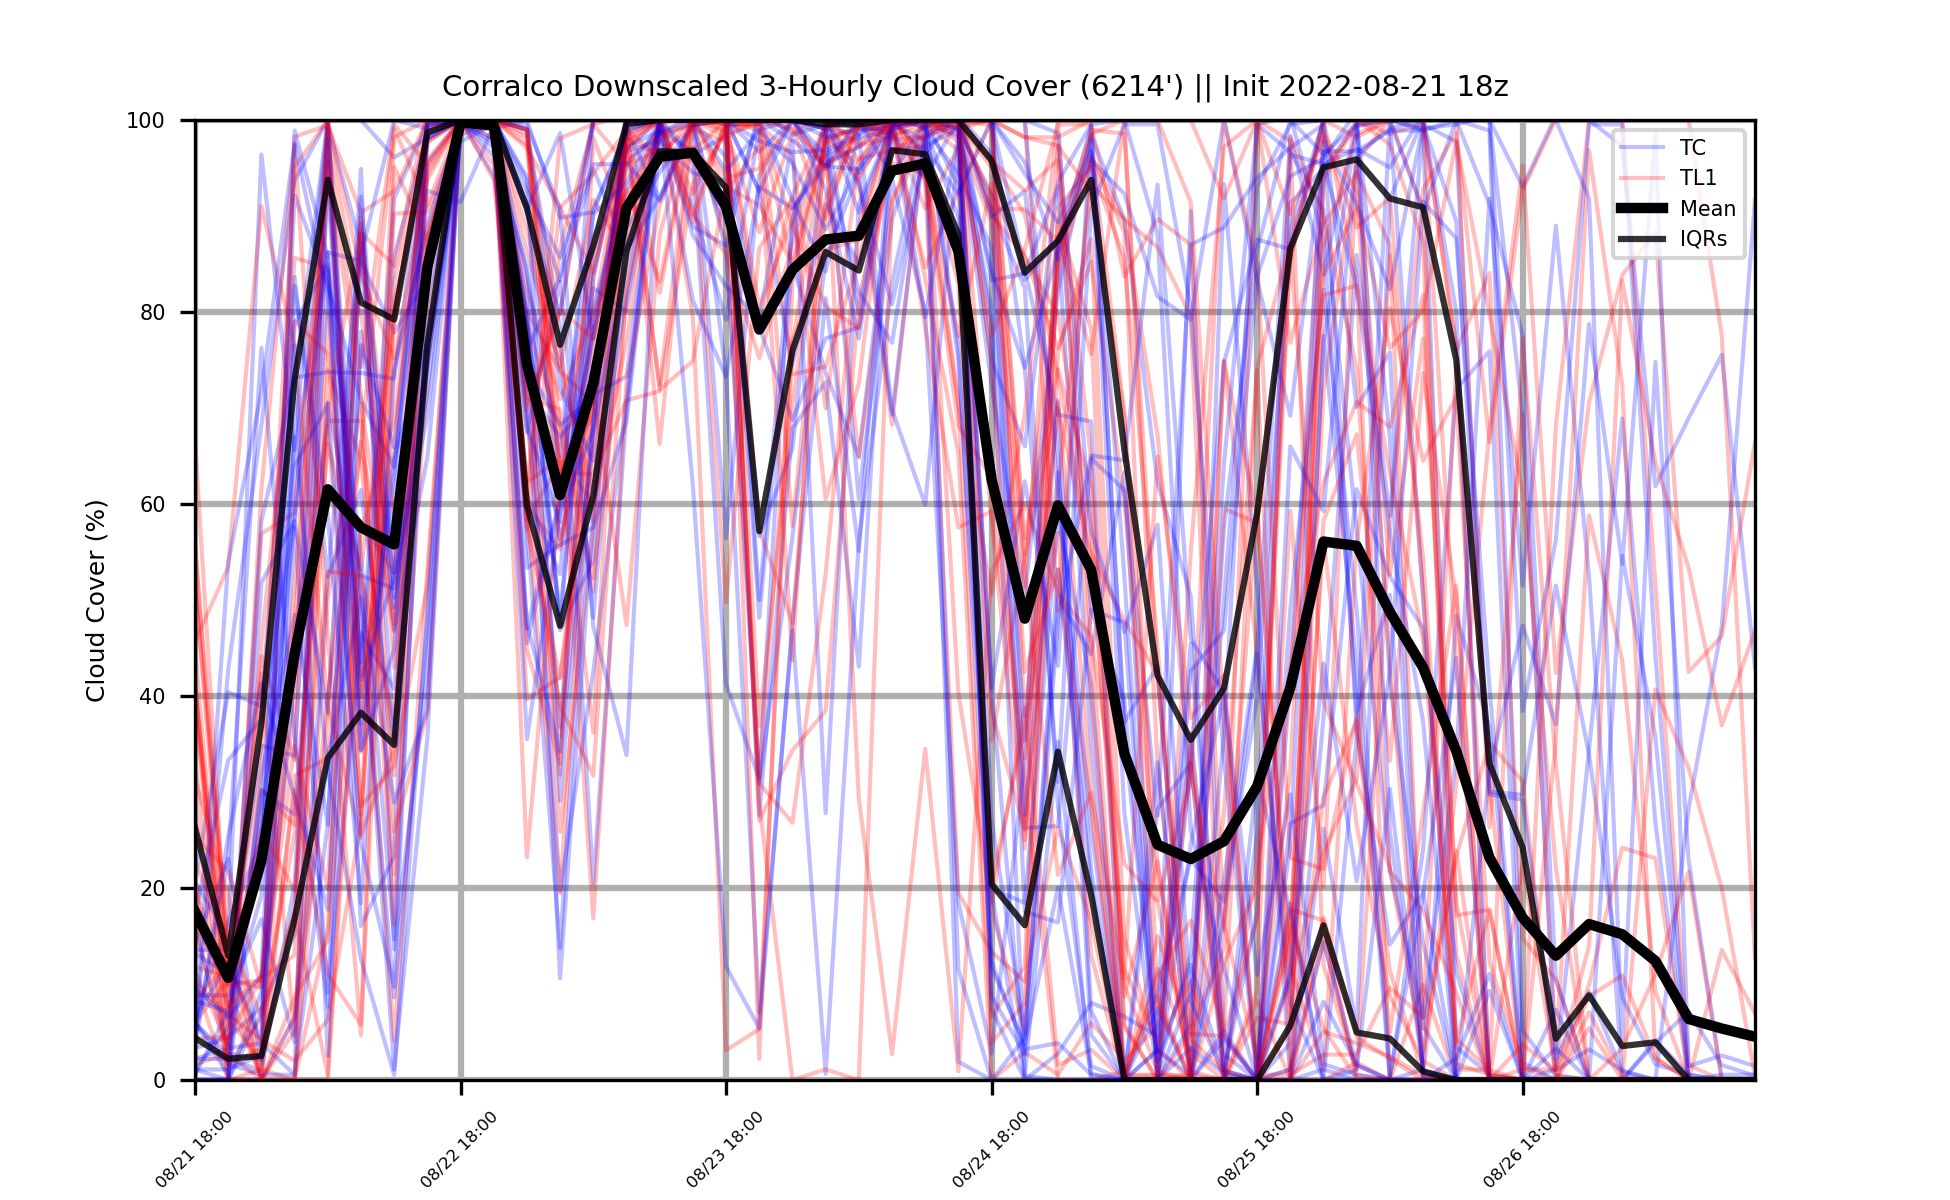 Corralco Downscaled 3-Hourly Cloud Cover (6214') || Init 2022-08-21 18z
Cloud Cover (%)
100
80
60
40
20
0
TC
TL1
Mean
IQRs
08/21 18:00
08/22 18:00
08/23 18:00
08/24 18:00
08/25 18:00
08/26 18:00